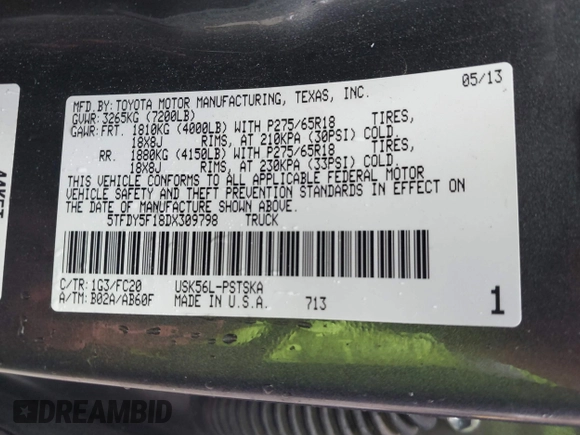 MFD.BY: TOYOTA MOTOR MANUFACTURING, TEXAS, INC. 05/13
GVWR: 3265KG (7200LB)
GAWR: FRT. 1810KG (4000LB) WITH P275/65R18 TIRES,
18X8J RIMS, AT 210KPA (30PSI) COLD.
RR. 1880KG (4150LB) WITH P275/65R18 TIRES,
18X8J RIMS, AT 230KPA (33PSI) COLD.
THIS VEHICLE CONFORMS TO ALL APPLICABLE FEDERAL MOTOR
VEHICLE SAFETY AND THEFT PREVENTION STANDARDS IN EFFECT ON
THE DATE OF MANUFACTURE SHOWN ABOVE.
5TFDY5F18DX309798 TRUCK
C/TR: 1G3/FC20 USK56L-PSTSKA
A/TM: B02A/AB60F MADE IN U.S.A. 713 1
DREAMBID